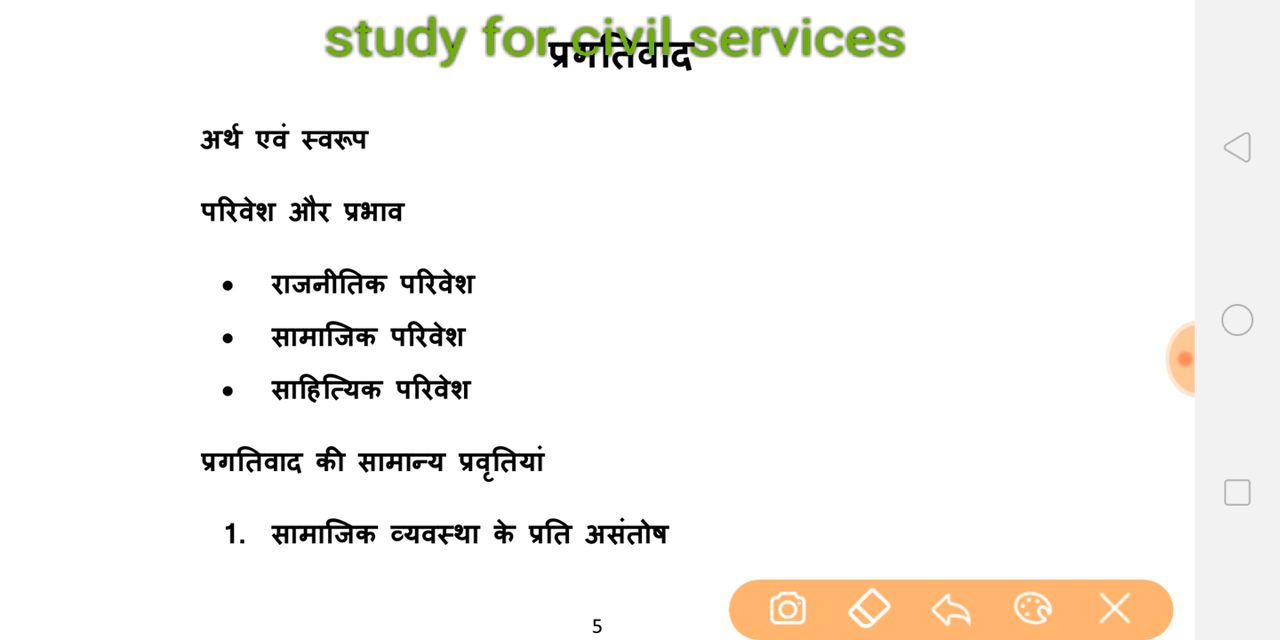 study for civil services
प्रगतिवाद
अर्थ एवं स्वरूप
परिवेश और प्रभाव
• राजनीतिक परिवेश
• सामाजिक परिवेश
• साहित्यिक परिवेश
प्रगतिवाद की सामान्य प्रवृतियां
1. सामाजिक व्यवस्था के प्रति असंतोष
5